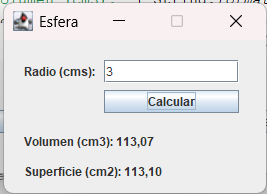 Esfera
Radio (cms): 3
Calcular
Volumen (cm3): 113,07
Superficie (cm2): 113,10